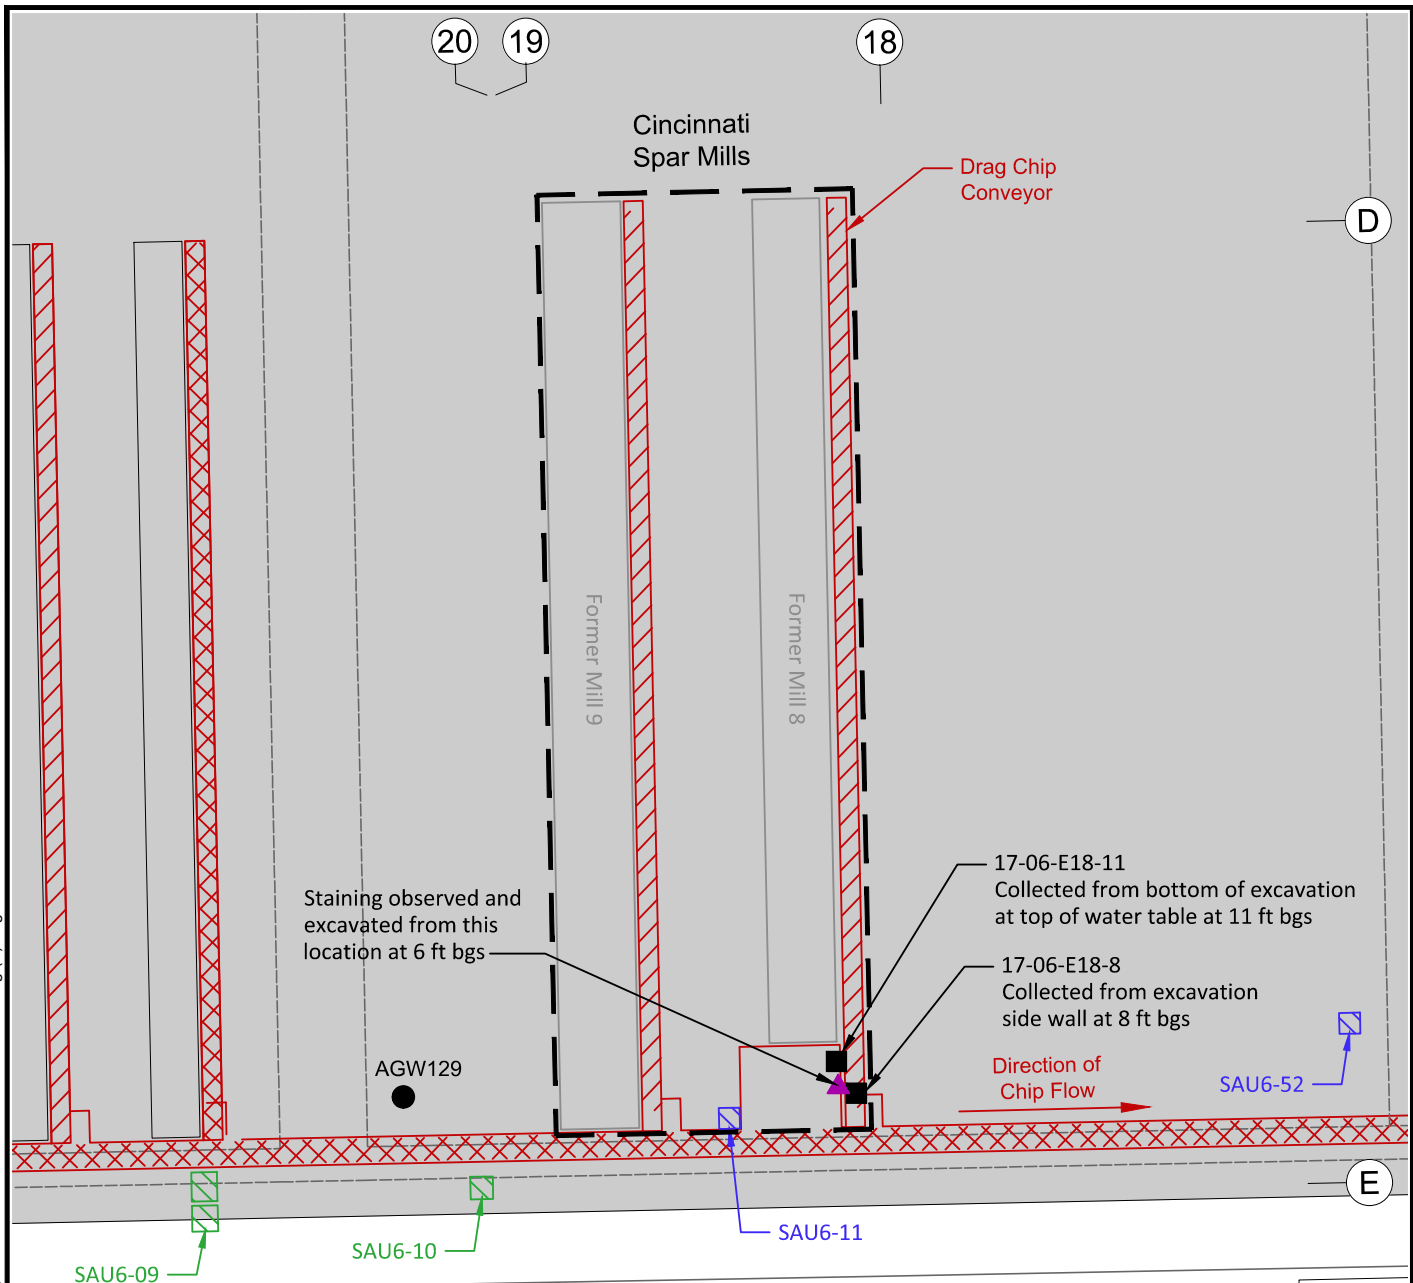 20
19
18
Cincinnati
Spar Mills
Drag Chip
Conveyor
D
Former Mill 9
Former Mill 8
17-06-E18-11
Collected from bottom of excavation
at top of water table at 11 ft bgs
Staining observed and
excavated from this
location at 6 ft bgs
17-06-E18-8
Collected from excavation
side wall at 8 ft bgs
AGW129
Direction of
Chip Flow
SAU6-52
E
SAU6-11
SAU6-10
SAU6-09